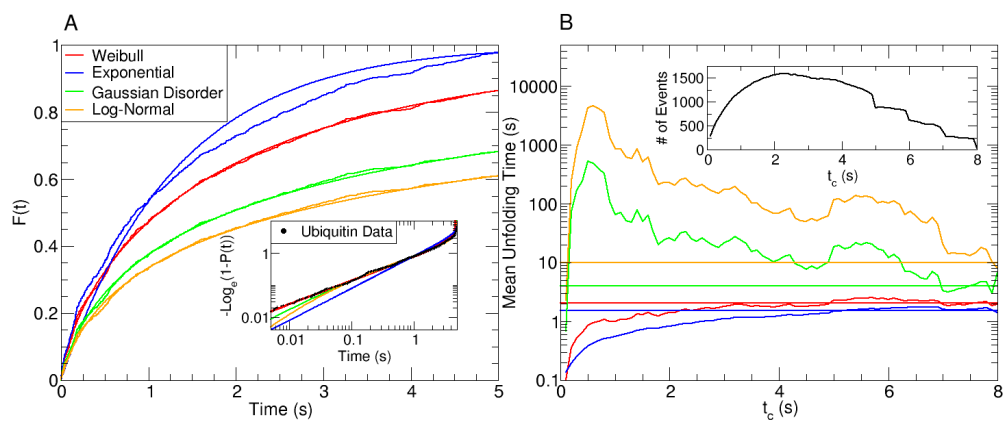 A
F(t)
1
0.8
0.6
0.4
0.2
0
Weibull
Exponential
Gaussian Disorder
Log-Normal
-Log_e(1-P(t))
1
0.01
Ubiquitin Data
0.01 0.1 1
Time (s)
0 1 2 3 4 5
Time (s)
B
Mean Unfolding Time (s)
10000
1000
100
10
1
0.1
# of Events
1500
1000
500
0
0 2 4 6 8
t_c (s)
0 2 4 6 8
t_c (s)